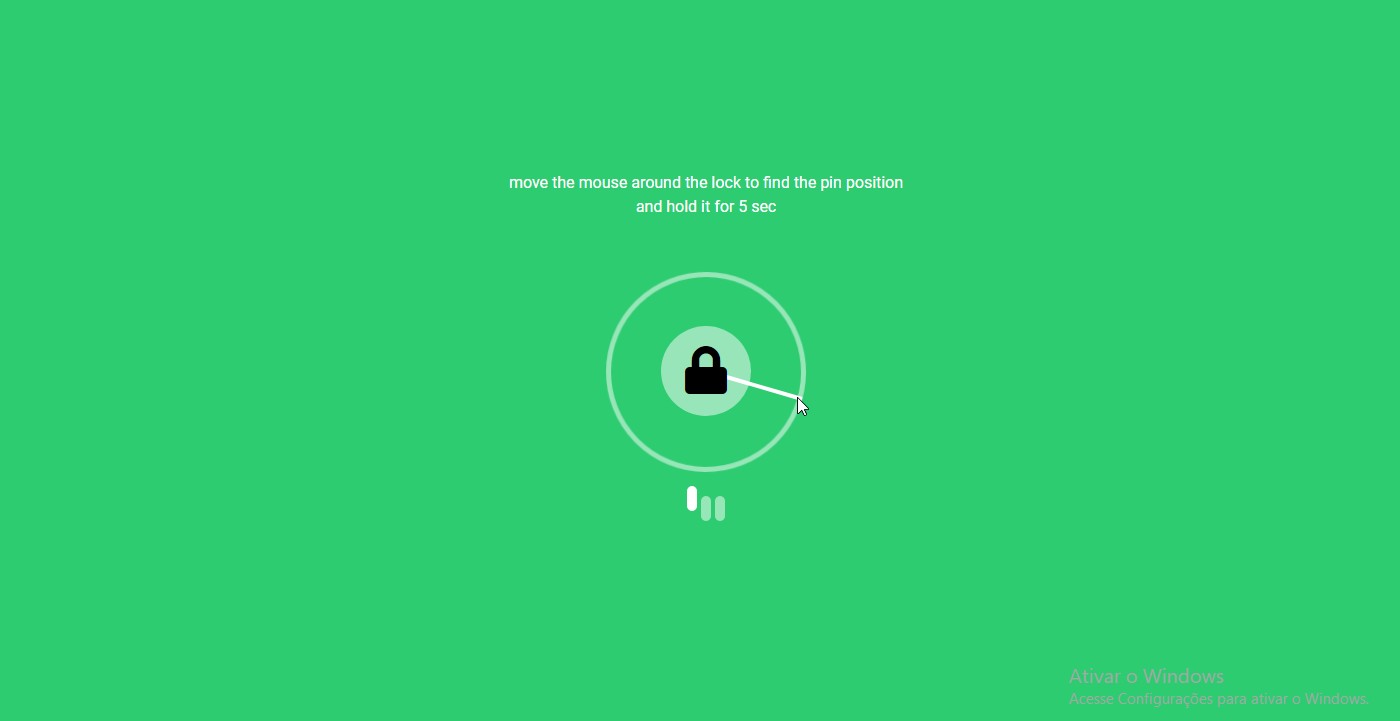 move the mouse around the lock to find the pin position
and hold it for 5 sec
Ativar o Windows
Acesse Configurações para ativar o Windows.